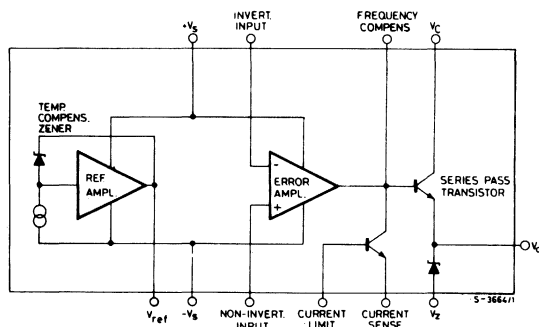 +Vs
INVERT.
INPUT
FREQUENCY
COMPENS
VC
TEMP.
COMPENS.
ZENER
REF
AMPL.
-
+
ERROR
AMPL.
SERIES PASS
TRANSISTOR
Vref
-Vs
NON-INVERT.
INPUT
CURRENT
LIMIT
CURRENT
SENSE
VZ
S-3664/1